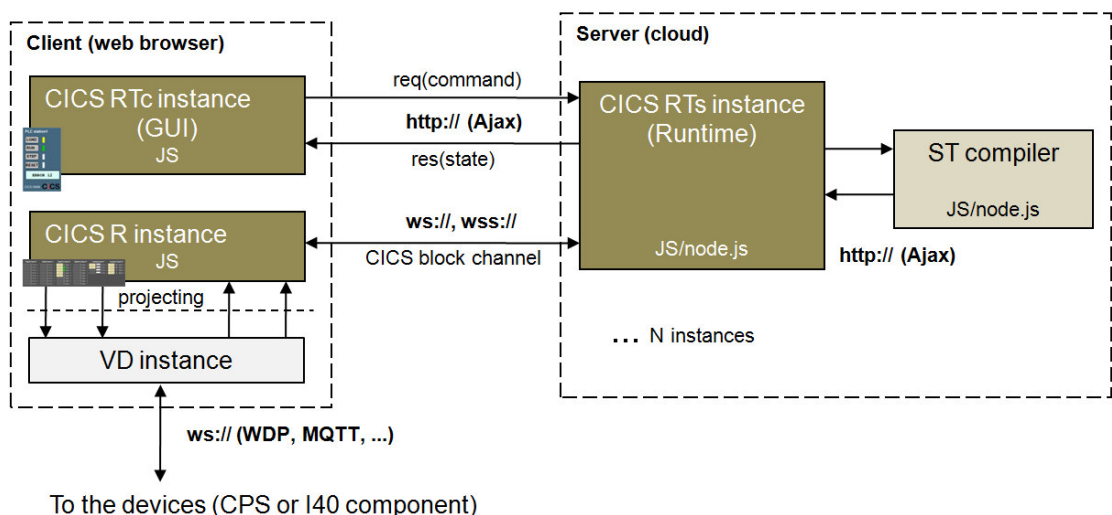 Client (web browser)
CICS RTc instance
(GUI)
JS
CICS R instance
JS
projecting
VD instance
ws:// (WDP, MQTT, ...)
To the devices (CPS or I40 component)
req(command)
http:// (Ajax)
res(state)
ws://, wss://
CICS block channel
Server (cloud)
CICS RTs instance
(Runtime)
JS/node.js
ST compiler
JS/node.js
http:// (Ajax)
... N instances